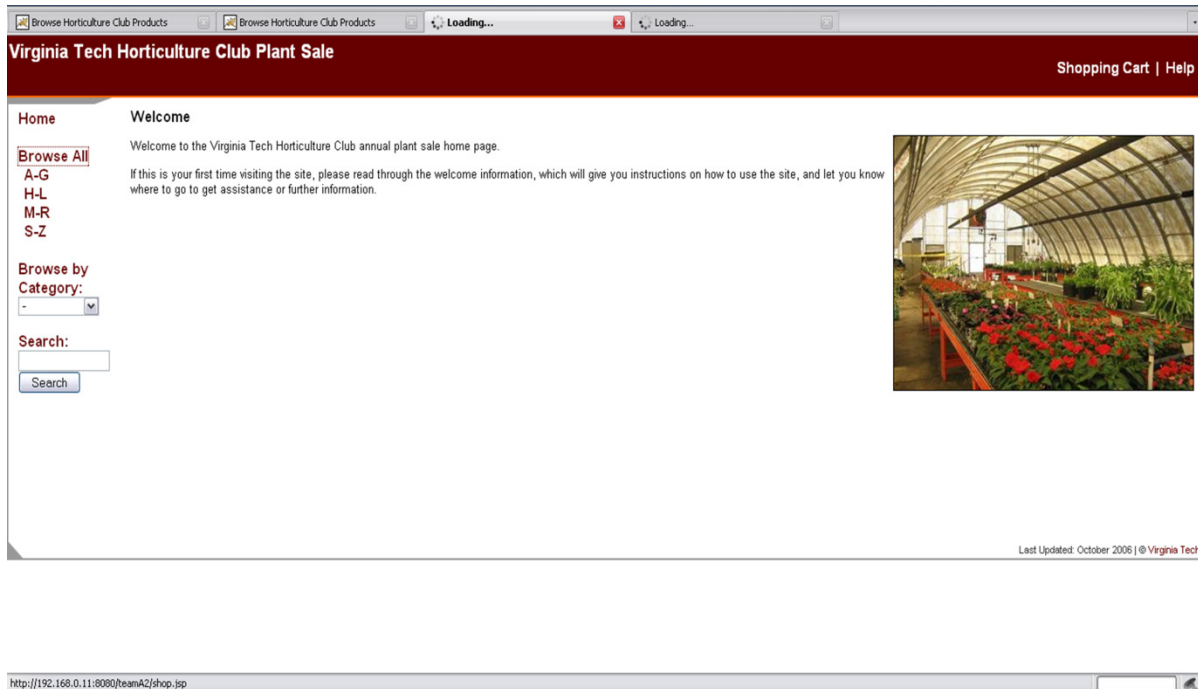 Browse Horticulture Club Products
Browse Horticulture Club Products
Loading...
Loading...
Virginia Tech Horticulture Club Plant Sale
Shopping Cart | Help
Home
Browse All
A-G
H-L
M-R
S-Z
Browse by
Category:
-
Search:
Search
Welcome
Welcome to the Virginia Tech Horticulture Club annual plant sale home page.
If this is your first time visiting the site, please read through the welcome information, which will give you instructions on how to use the site, and let you know
where to go to get assistance or further information.
Last Updated: October 2006 | © Virginia Tech
http://192.168.0.11:8080/teamA2/shop.jsp